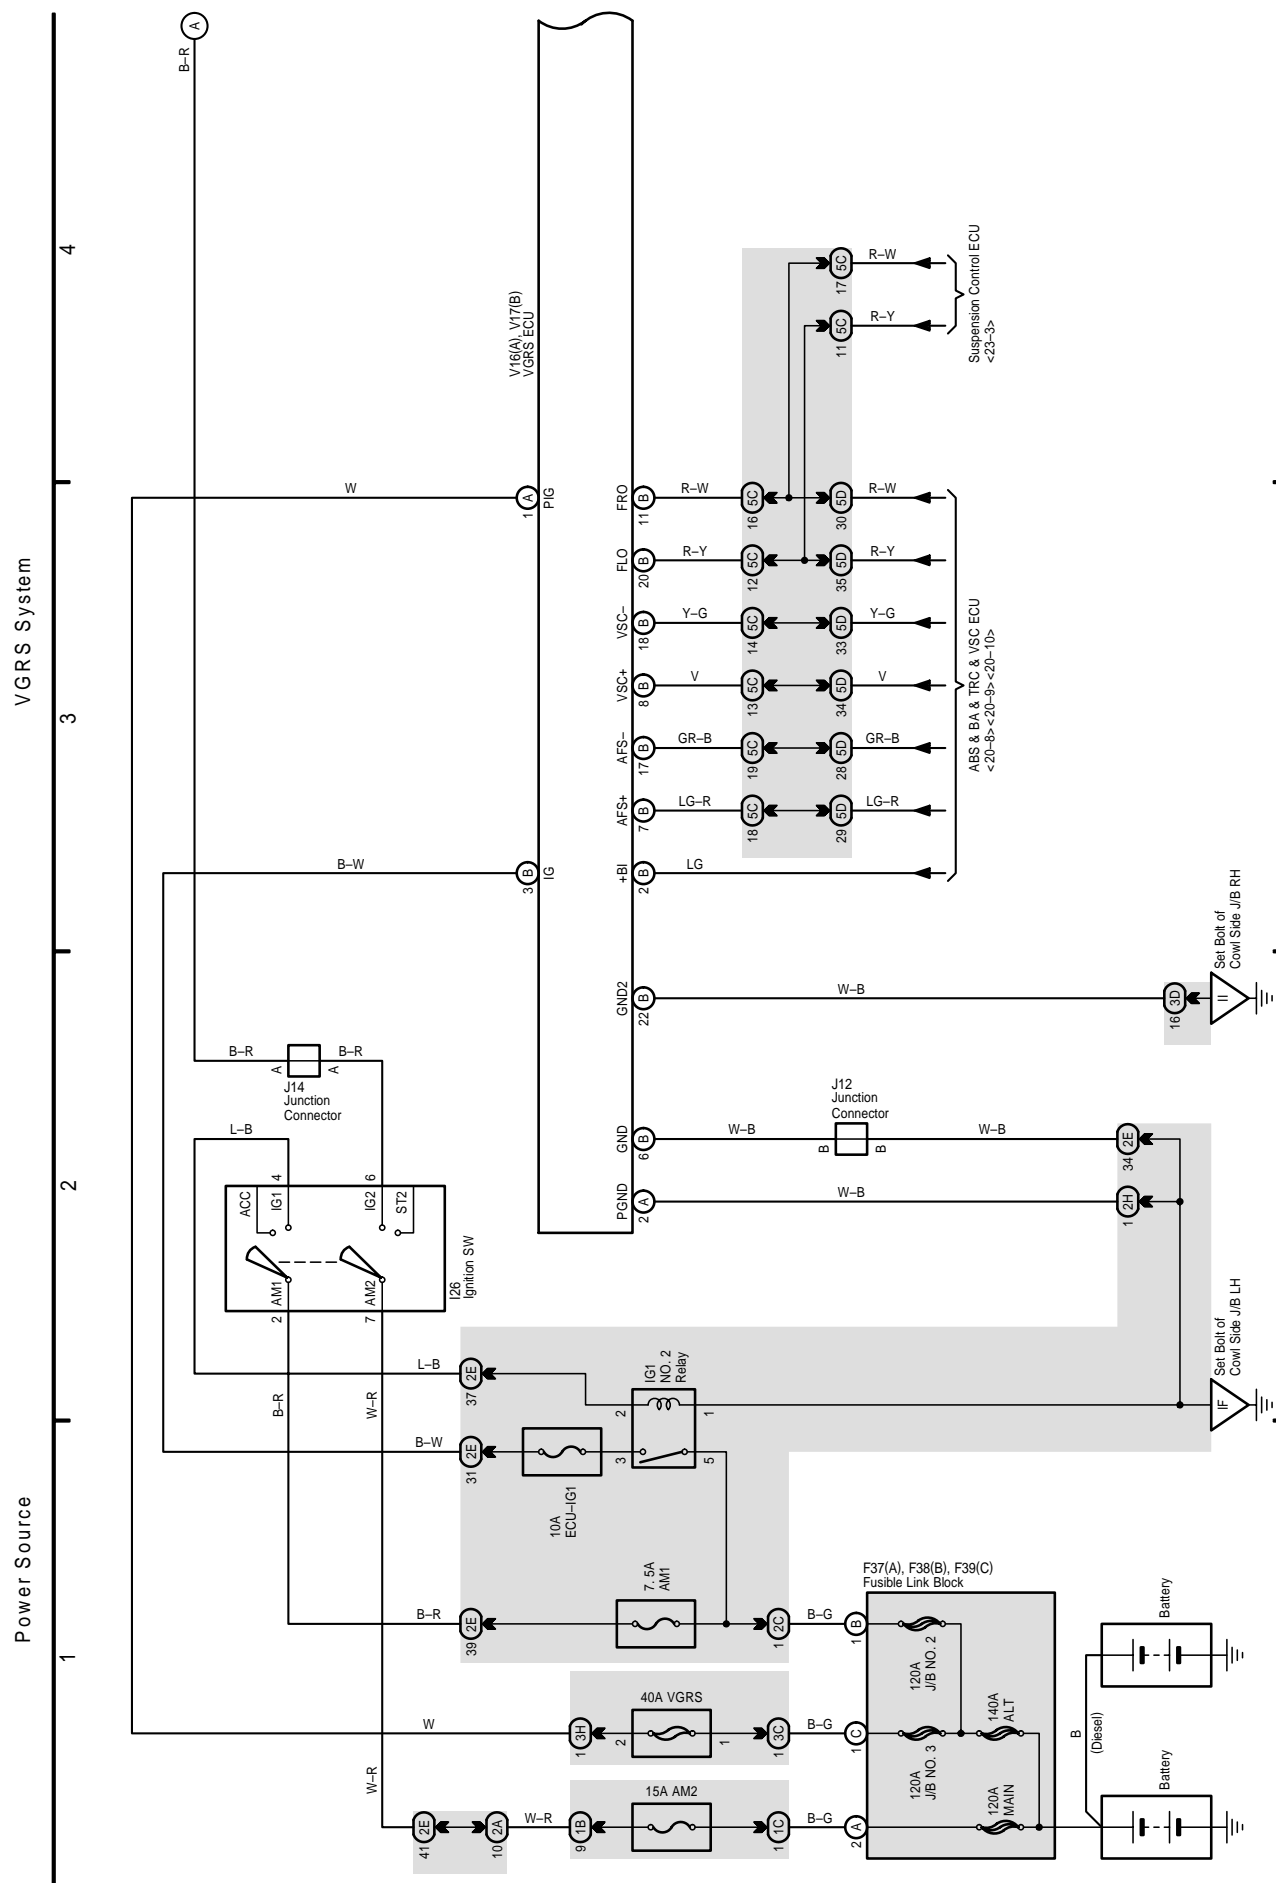 VGRS System
Power Source
1
2
3
4
A
B–R
W
B–W
V16(A), V17(B)
VGRS ECU
1
A
PIG
3
B
IG
FRO
11
B
R–W
16
5C
30
5D
R–W
FLO
20
B
R–Y
12
5C
35
5D
R–Y
VSC–
18
B
Y–G
14
5C
33
5D
Y–G
VSC+
8
B
V
13
5C
34
5D
V
AFS–
17
B
GR–B
19
5C
28
5D
GR–B
AFS+
7
B
LG–R
18
5C
29
5D
LG–R
+BI
2
B
LG
17
5C
R–W
11
5C
R–Y
Suspension Control ECU
<23–3>
ABS & BA & TRC & VSC ECU
<20–8><20–9><20–10>
GND2
22
B
W–B
16
3D
II
Set Bolt of
Cowl Side J/B RH
GND
6
B
W–B
B
J12
Junction
Connector
B
W–B
34
2E
PGND
2
A
W–B
1
2H
IF
Set Bolt of
Cowl Side J/B LH
B–R
A
J14
Junction
Connector
A
B–R
L–B
4
6
ACC
IG1
IG2
ST2
AM1
AM2
2
7
I26
Ignition SW
L–B
37
2E
B–R
W–R
B–W
31
2E
10A
ECU–IG1
IG1
NO. 2
Relay
2
1
3
5
B–R
39
2E
7. 5A
AM1
1
2C
B–G
1
B
F37(A), F38(B), F39(C)
Fusible Link Block
120A
J/B NO. 2
W
1
3H
40A VGRS
2
1
1
3C
B–G
1
C
120A
J/B NO. 3
140A
ALT
W–R
41
2E
10
2A
W–R
9
1B
15A AM2
1
1C
B–G
2
A
120A
MAIN
B
(Diesel)
Battery
Battery